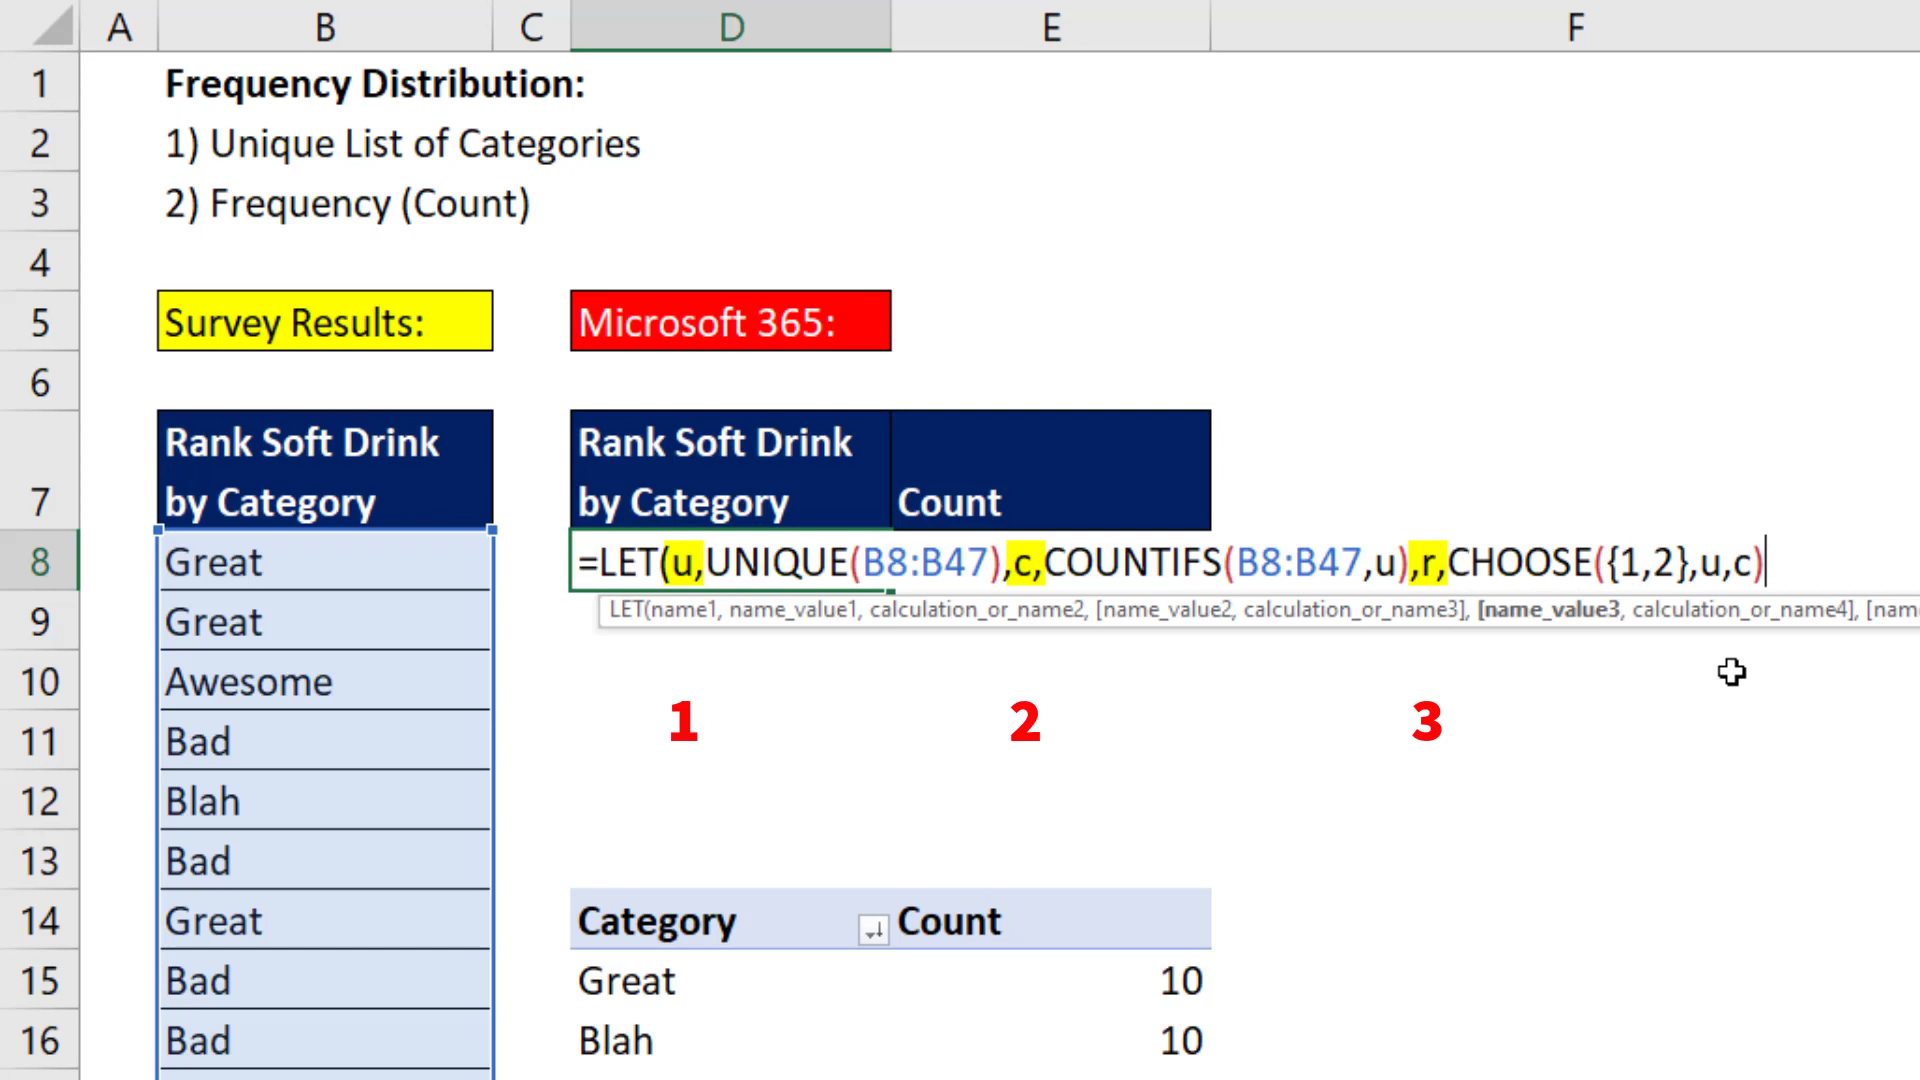 A B C D E F
1 Frequency Distribution:
2 1) Unique List of Categories
3 2) Frequency (Count)
4
5 Survey Results: Microsoft 365:
6
Rank Soft Drink Rank Soft Drink
7 by Category by Category Count
8 Great =LET(u,UNIQUE(B8:B47),c,COUNTIFS(B8:B47,u),r,CHOOSE({1,2},u,c)
LET(name1, name_value1, calculation_or_name2, [name_value2, calculation_or_name3], [name_value3, calculation_or_name4], [nam
9 Great
10 Awesome
11 Bad 1 2 3
12 Blah
13 Bad
14 Great Category Count
15 Bad Great 10
16 Bad Blah 10